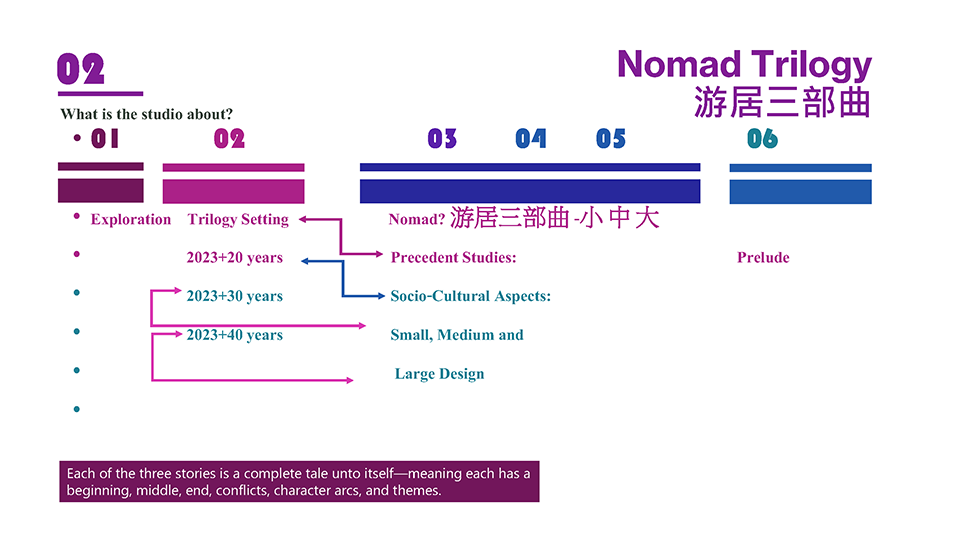 02
Nomad Trilogy
游居三部曲
What is the studio about?
• 01 02 03 04 05 06
• Exploration Trilogy Setting Nomad? 游居三部曲 -小 中 大
• 2023+20 years Precedent Studies: Prelude
• 2023+30 years Socio-Cultural Aspects:
• 2023+40 years Small, Medium and
• Large Design
•
Each of the three stories is a complete tale unto itself—meaning each has a
beginning, middle, end, conflicts, character arcs, and themes.